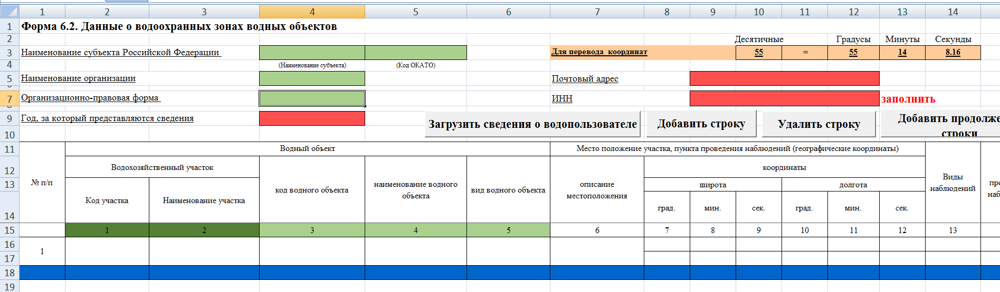 1 2 3 4 5 6 7 8 9 10 11 12 13 14
1 Форма 6.2. Данные о водоохранных зонах водных объектов
2 Десятичные Градусы Минуты Секунды
3 Наименование субъекта Российской Федерации Для перевода координат 55 = 55 14 8.16
4 (Наименование субъекта) (Код ОКАТО)
5 Наименование организации Почтовый адрес
7 Организационно-правовая форма ИНН заполнить
9 Год, за который представляются сведения
Загрузить сведения о водопользователе Добавить строку Удалить строку Добавить продолже
строки
10
11 Водный объект Место положение участка, пункта проведения наблюдений (географические координаты)
12 Водохозяйственный участок координаты
13 № п/п код водного объекта наименование водного объекта вид водного объекта описание местоположения широта долгота Виды наблюдений
14 Код участка Наименование участка град. мин. сек. град. мин. сек.
15 1 2 3 4 5 6 7 8 9 10 11 12 13
16
1
17
18
19